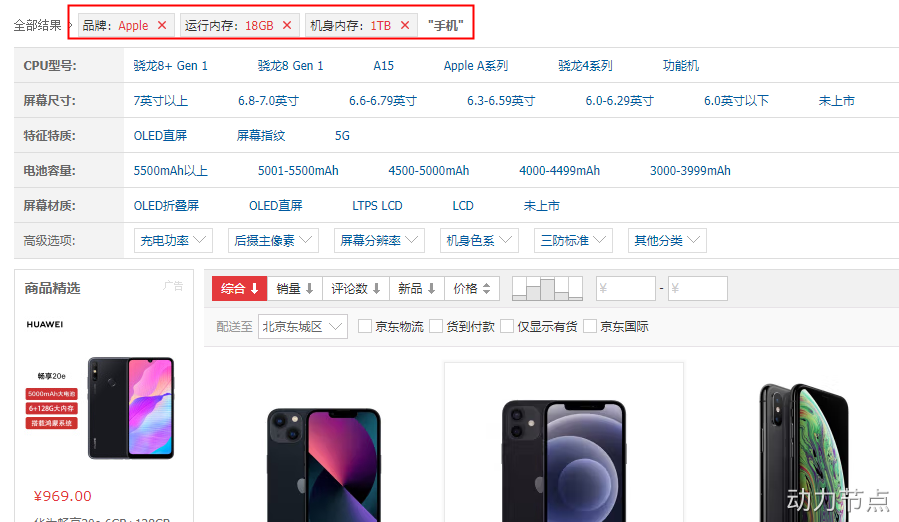 全部结果 > 品牌：Apple × 运行内存：18GB × 机身内存：1TB × "手机"
CPU型号： 骁龙8+ Gen 1 骁龙8 Gen 1 A15 Apple A系列 骁龙4系列 功能机
屏幕尺寸： 7英寸以上 6.8-7.0英寸 6.6-6.79英寸 6.3-6.59英寸 6.0-6.29英寸 6.0英寸以下 未上市
特征特质： OLED直屏 屏幕指纹 5G
电池容量： 5500mAh以上 5001-5500mAh 4500-5000mAh 4000-4499mAh 3000-3999mAh
屏幕材质： OLED折叠屏 OLED直屏 LTPS LCD LCD 未上市
高级选项： 充电功率 后摄主像素 屏幕分辨率 机身色系 三防标准 其他分类
商品精选 广告
HUAWEI
畅享20e
5000mAh大电池
6+128G大内存
搭载鸿蒙系统
¥969.00
华为畅享20e 6GB+128GB
综合 销量 评论数 新品 价格 ¥ - ¥
配送至 北京东城区 京东物流 货到付款 仅显示有货 京东国际
动力节点